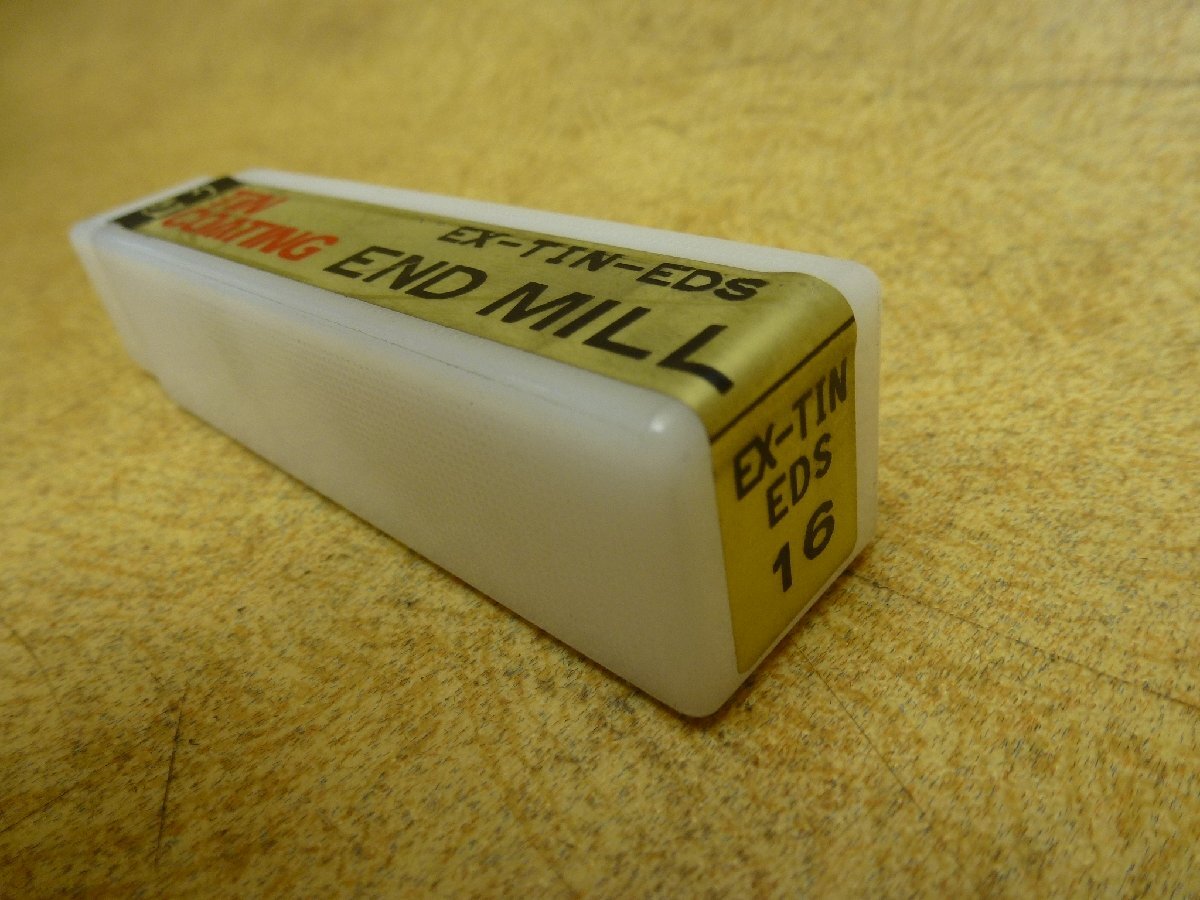 TIN
COATING
EX-TIN-EDS
END MILL
EX-TIN
EDS
16